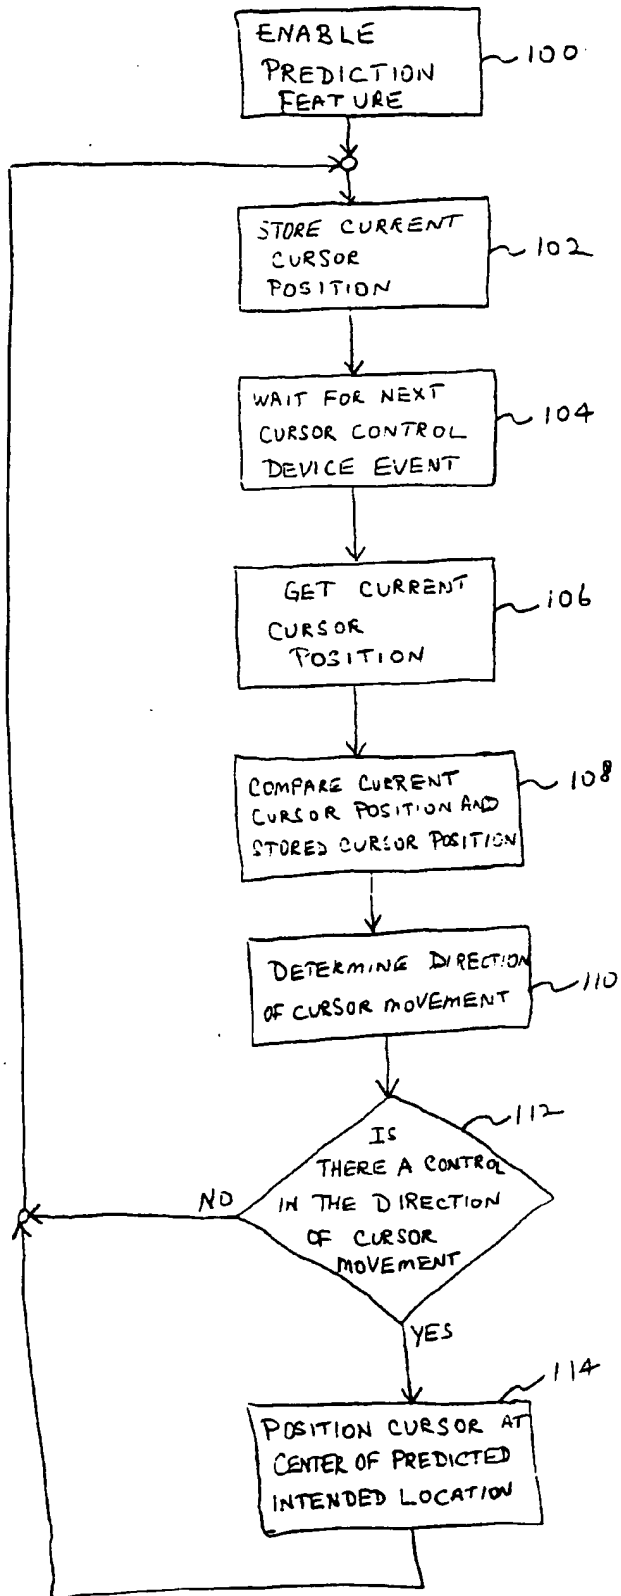 ENABLE
PREDICTION
FEATURE
100
STORE CURRENT
CURSOR
POSITION
102
WAIT FOR NEXT
CURSOR CONTROL
DEVICE EVENT
104
GET CURRENT
CURSOR
POSITION
106
COMPARE CURRENT
CURSOR POSITION AND
STORED CURSOR POSITION
108
DETERMINE DIRECTION
OF CURSOR MOVEMENT
110
112
IS
THERE A CONTROL
IN THE DIRECTION
OF CURSOR
MOVEMENT
NO
YES
114
POSITION CURSOR AT
CENTER OF PREDICTED
INTENDED LOCATION